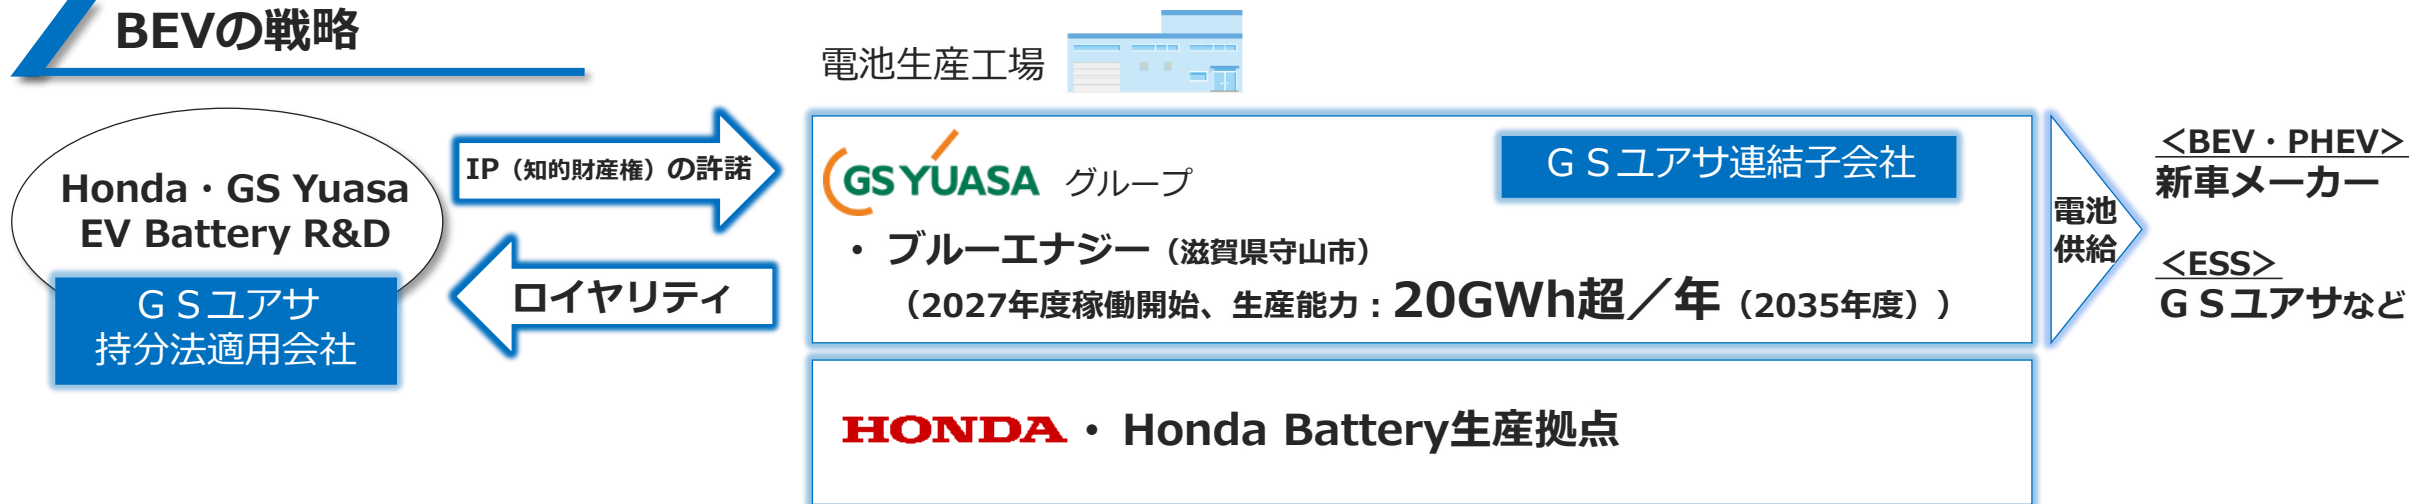 BEVの戦略
電池生産工場
Honda・GS Yuasa
EV Battery R&D
GSユアサ
持分法適用会社
IP（知的財産権）の許諾
ロイヤリティ
GS YUASA グループ
GSユアサ連結子会社
・ ブルーエナジー（滋賀県守山市）
（2027年度稼働開始、生産能力：20GWh超／年（2035年度））
HONDA ・ Honda Battery生産拠点
電池
供給
＜BEV・PHEV＞
新車メーカー
＜ESS＞
GSユアサなど